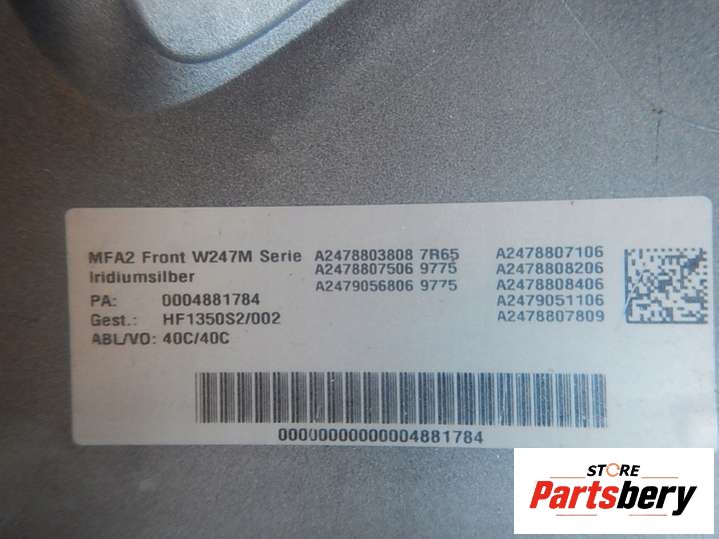 MFA2 Front W247M Serie
Iridiumsilber
PA: 0004881784
Gest.: HF1350S2/002
ABL/VO: 40C/40C
A2478803808 7R65
A2478807506 9775
A2479056806 9775
A2478807106
A2478808206
A2478808406
A2479051106
A2478807809
00000000000004881784
STORE
Partsbery